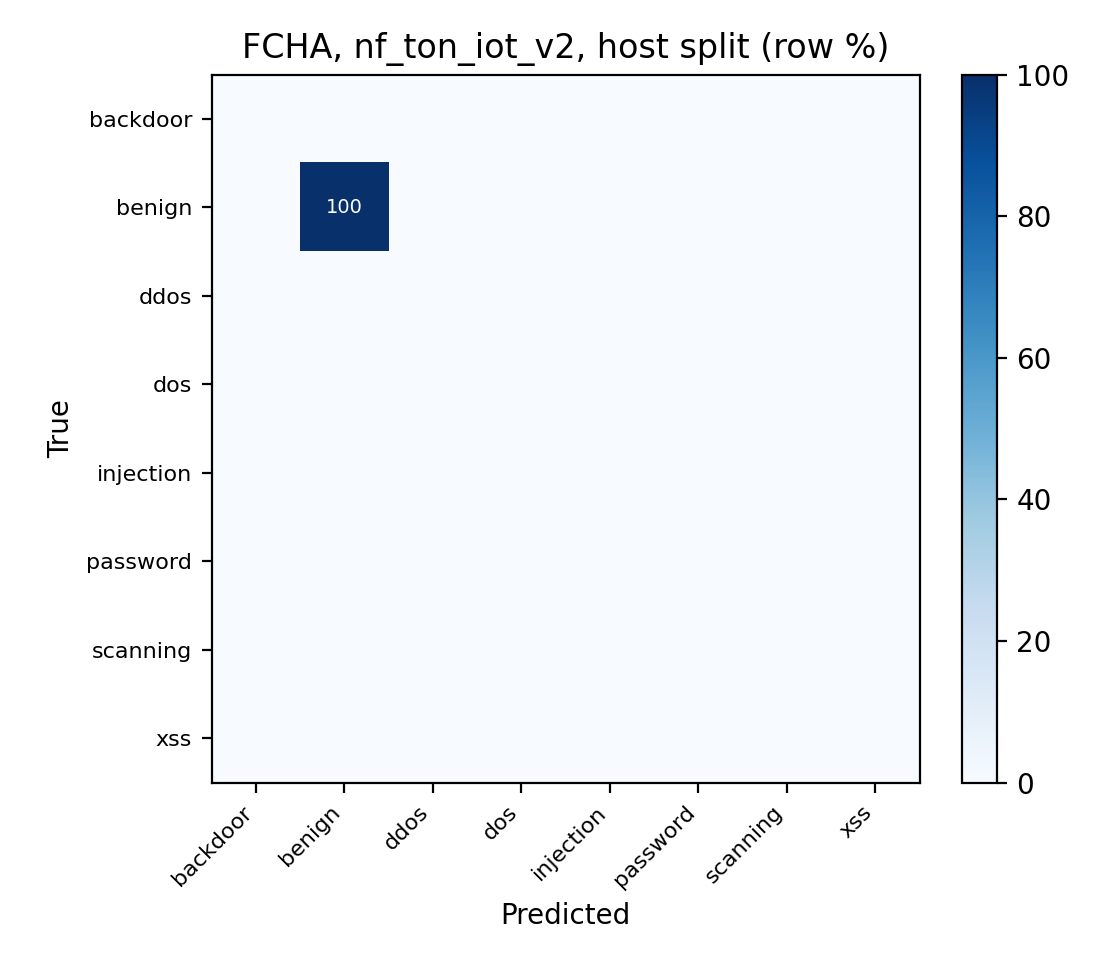 FCHA, nf_ton_iot_v2, host split (row %)
backdoor
benign
ddos
dos
injection
password
scanning
xss
True
100
backdoor
benign
ddos
dos
injection
password
scanning
xss
Predicted
100
80
60
40
20
0